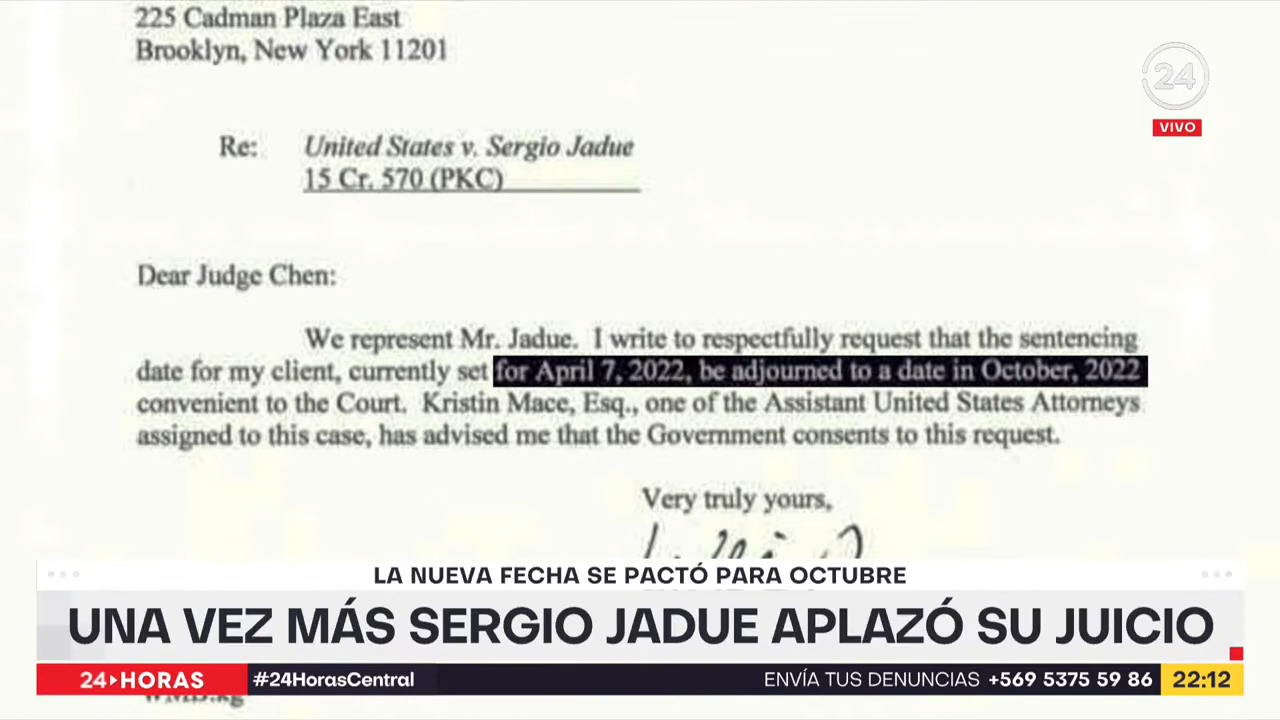 225 Cadman Plaza East
Brooklyn, New York 11201
24
VIVO
Re: United States v. Sergio Jadue
15 Cr. 570 (PKC)
Dear Judge Chen:
We represent Mr. Jadue. I write to respectfully request that the sentencing
date for my client, currently set for April 7, 2022, be adjourned to a date in October, 2022
convenient to the Court. Kristin Mace, Esq., one of the Assistant United States Attorneys
assigned to this case, has advised me that the Government consents to this request.
Very truly yours,
LA NUEVA FECHA SE PACTÓ PARA OCTUBRE
UNA VEZ MÁS SERGIO JADUE APLAZÓ SU JUICIO
24 HORAS #24HorasCentral ENVÍA TUS DENUNCIAS +569 5375 59 86 22:12